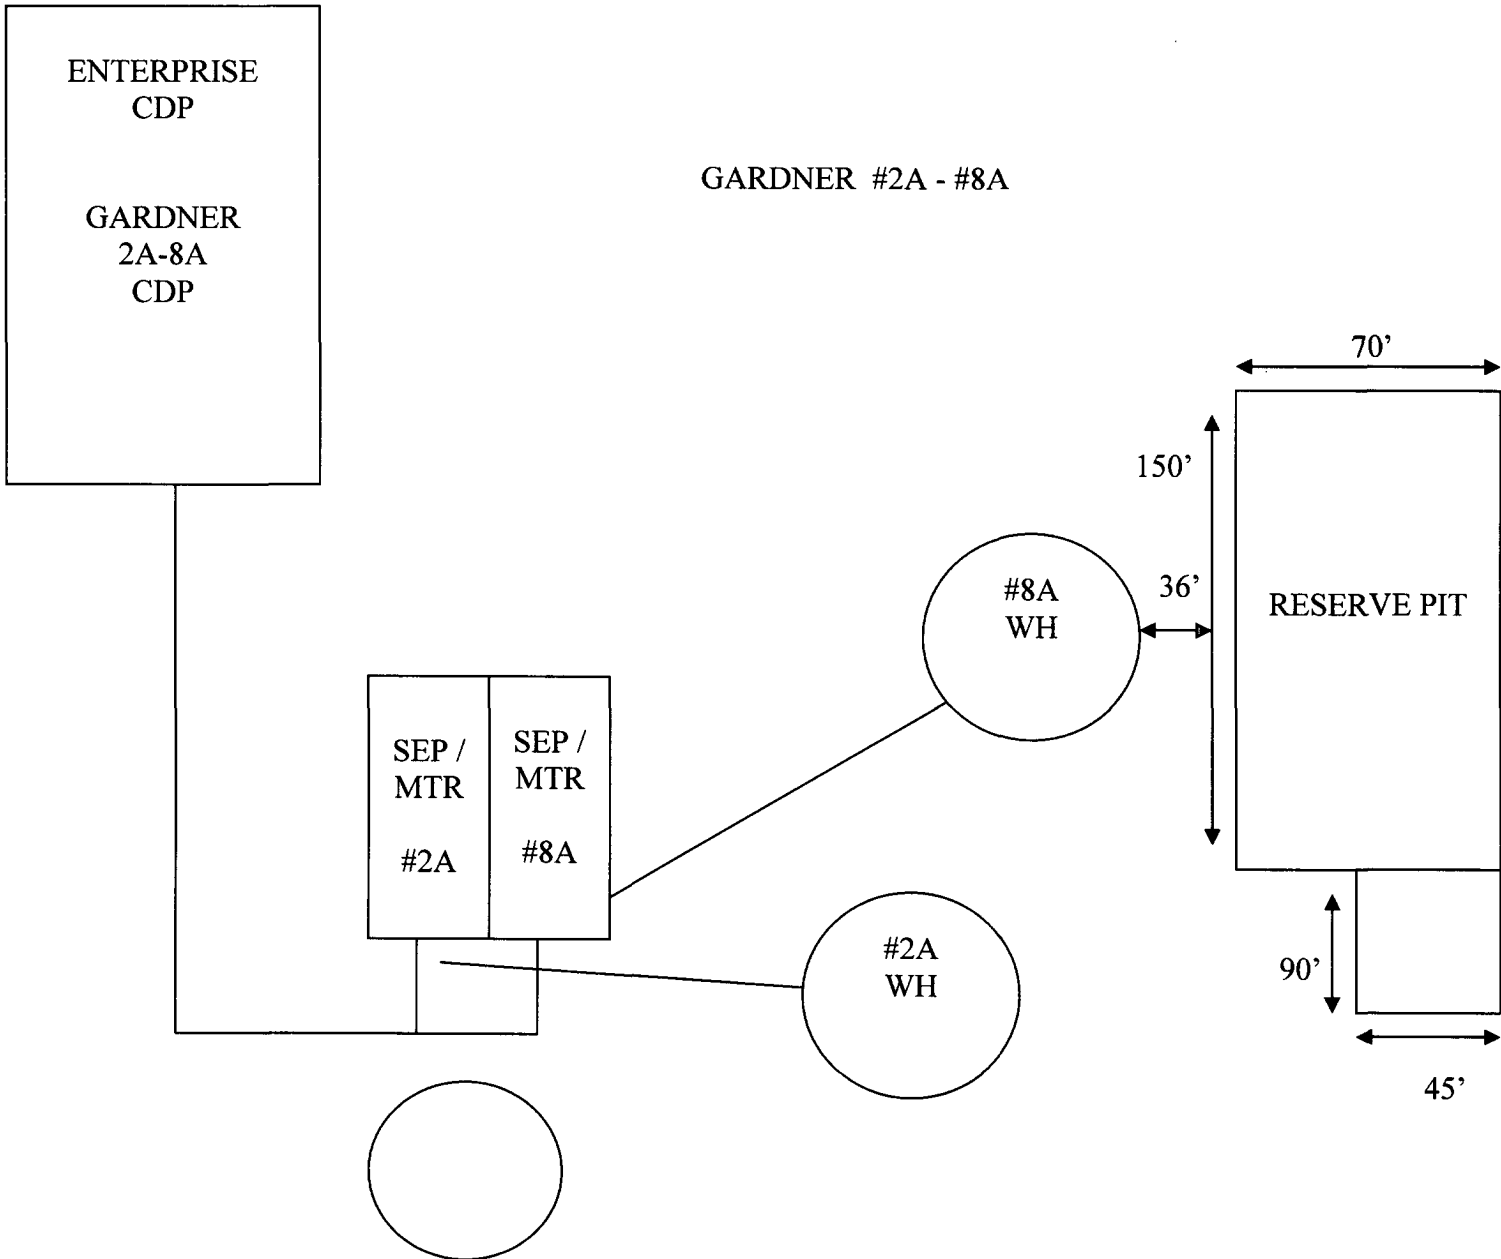 ENTERPRISE
CDP
GARDNER
2A-8A
CDP
GARDNER #2A - #8A
70’
150’
36’
#8A
WH
RESERVE PIT
SEP /
MTR
#2A
SEP /
MTR
#8A
#2A
WH
90’
45’